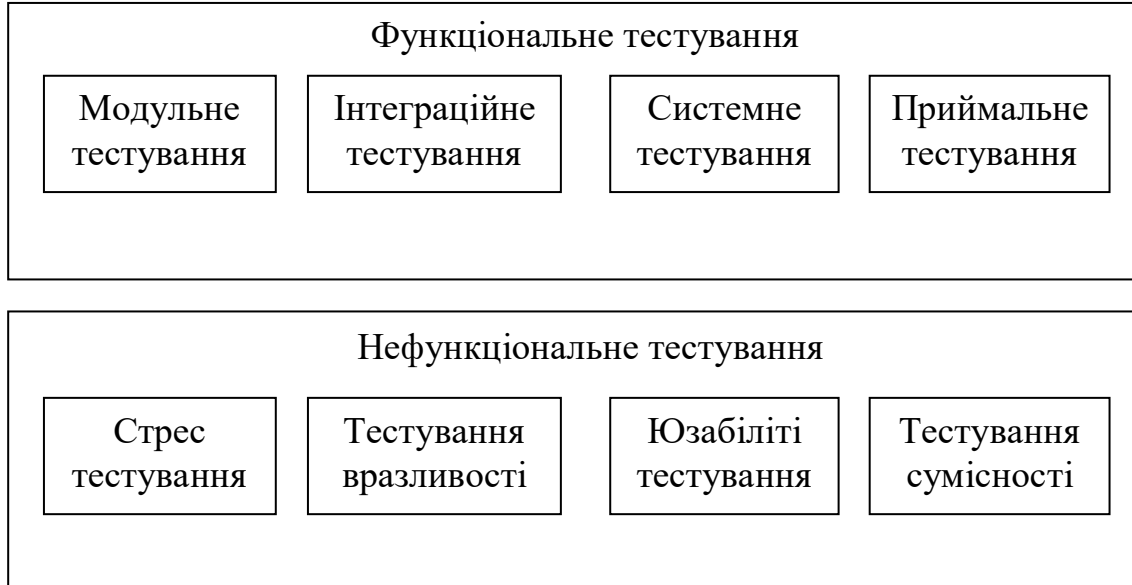 Функціональне тестування
Модульне
тестування
Інтеграційне
тестування
Системне
тестування
Приймальне
тестування
Нефункціональне тестування
Стрес
тестування
Тестування
вразливості
Юзабіліті
тестування
Тестування
сумісності